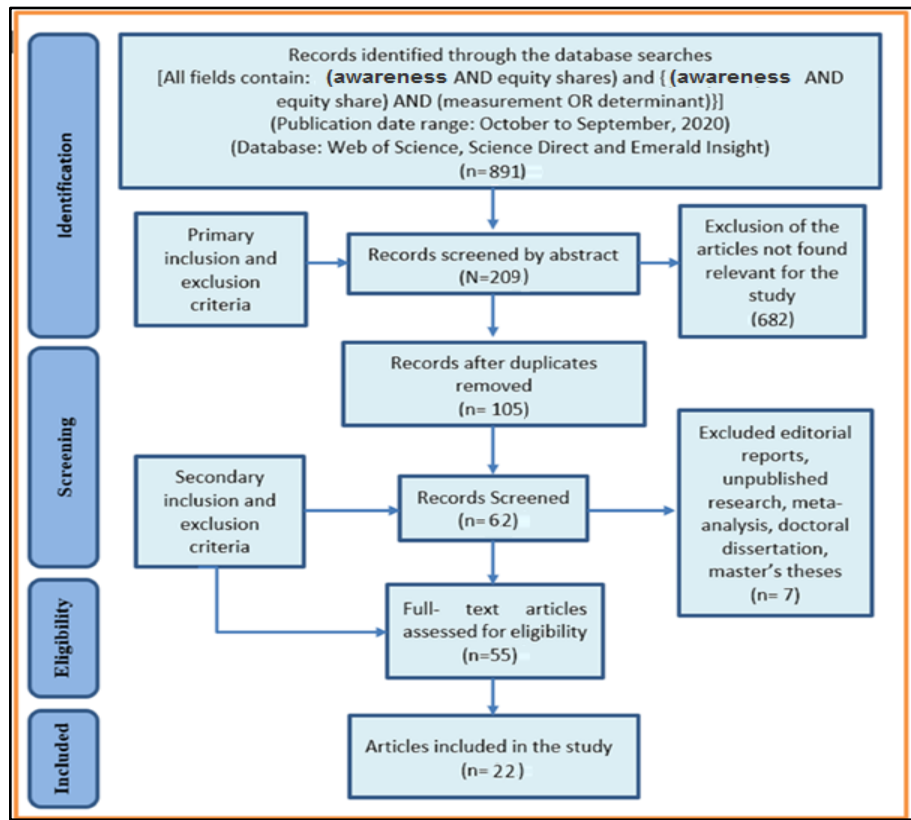 Identification
Records identified through the database searches
[All fields contain: (awareness AND equity shares) and { (awareness AND
equity share) AND (measurement OR determinant)}]
(Publication date range: October to September, 2020)
(Database: Web of Science, Science Direct and Emerald Insight)
(n=891)
Primary
inclusion and
exclusion
criteria
Records screened by abstract
(N=209)
Exclusion of the
articles not found
relevant for the
study
(682)
Screening
Records after duplicates
removed
(n= 105)
Secondary
inclusion and
exclusion
criteria
Records Screened
(n=62)
Excluded editorial
reports,
unpublished
research, meta-
analysis, doctoral
dissertation,
master's theses
(n= 7)
Eligibility
Full- text articles
assessed for eligibility
(n=55)
Included
Articles included in the study
(n= 22)